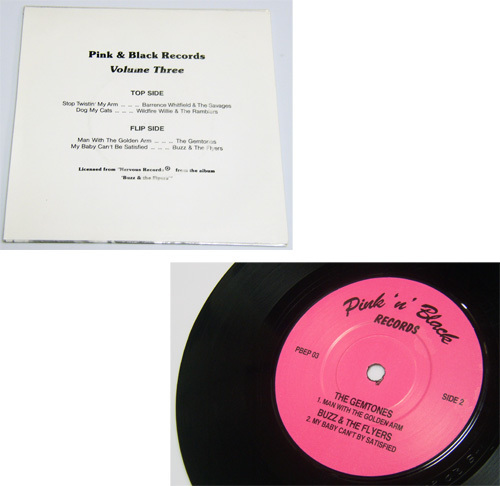 Pink & Black Records
Volume Three
TOP SIDE
Stop Twistin' My Arm _ _ _ Barrence Whitfield & The Savages
Dog My Cats _ _ _ Wildfire Willie & The Ramblers
FLIP SIDE
Man With The Golden Arm _ _ _ The Gemtones
My Baby Can't Be Satisfied _ _ _ Buzz & The Flyers
Licensed from "Nervous Records ® from the album
"Buzz & the Flyers"
Pink 'n' Black
RECORDS
PBEP 03
SIDE 2
THE GEMTONES
1. MAN WITH THE GOLDEN ARM
BUZZ & THE FLYERS
2. MY BABY CAN'T BY SATISFIED